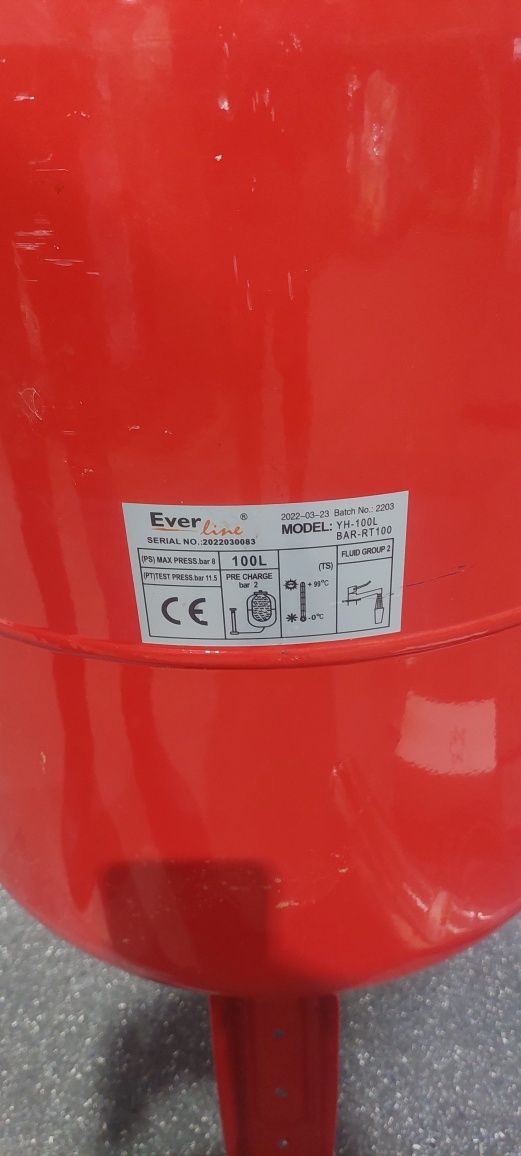 Ever line ®
SERIAL NO.:2022030083
2022-03-23 Batch No.: 2203
MODEL: YH-100L
BAR-RT100
(PS) MAX PRESS.bar 8
(PT)TEST PRESS.bar 11.5
CE
100L
PRE CHARGE
bar 2
(TS)
+ 99°C
-0°C
FLUID GROUP 2